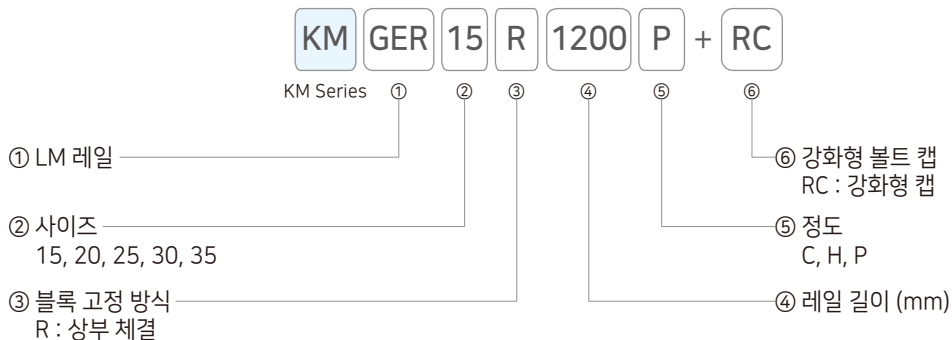 KM GER 15 R 1200 P + RC
KM Series ① ② ③ ④ ⑤ ⑥
① LM 레일
⑥ 강화형 볼트 캡
RC : 강화형 캡
② 사이즈
15, 20, 25, 30, 35
⑤ 정도
C, H, P
③ 블록 고정 방식
R : 상부 체결
④ 레일 길이 (mm)